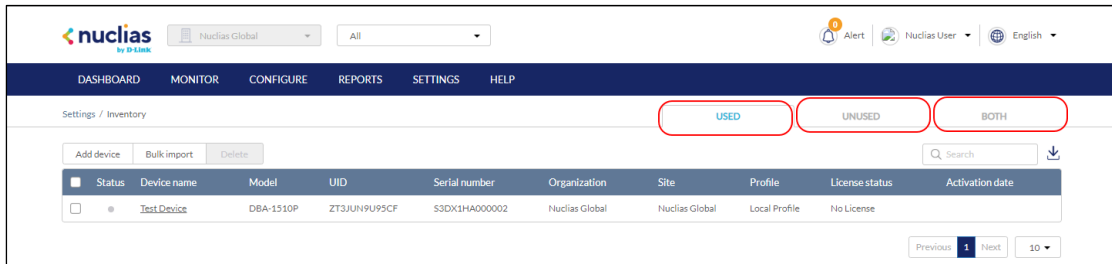 nuclias
by D-Link
Nuclias Global
All
0
Alert
Nuclias User
English
DASHBOARD MONITOR CONFIGURE REPORTS SETTINGS HELP
Settings / Inventory
USED UNUSED BOTH
Add device Bulk import Delete
Search
Status Device name Model UID Serial number Organization Site Profile License status Activation date
Test Device DBA-1510P ZT3JUN9U95CF S3DX1HA000002 Nuclias Global Nuclias Global Local Profile No License
Previous 1 Next 10